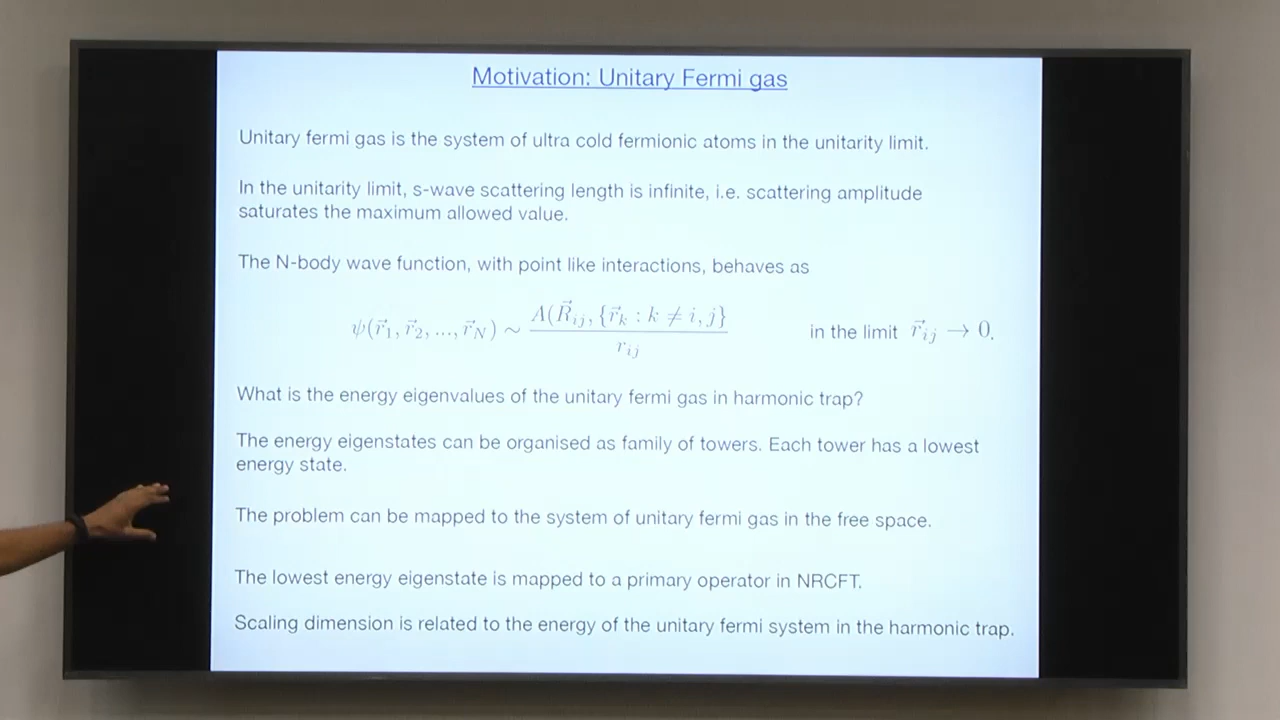 Motivation: Unitary Fermi gas
Unitary fermi gas is the system of ultra cold fermionic atoms in the unitarity limit.
In the unitarity limit, s-wave scattering length is infinite, i.e. scattering amplitude
saturates the maximum allowed value.
The N-body wave function, with point like interactions, behaves as
ψ(r⃗₁, r⃗₂, ..., r⃗_N) ~ A(R⃗_ij, {r⃗_k : k ≠ i, j} / r_ij in the limit r⃗_ij → 0.
What is the energy eigenvalues of the unitary fermi gas in harmonic trap?
The energy eigenstates can be organised as family of towers. Each tower has a lowest
energy state.
The problem can be mapped to the system of unitary fermi gas in the free space.
The lowest energy eigenstate is mapped to a primary operator in NRCFT.
Scaling dimension is related to the energy of the unitary fermi system in the harmonic trap.